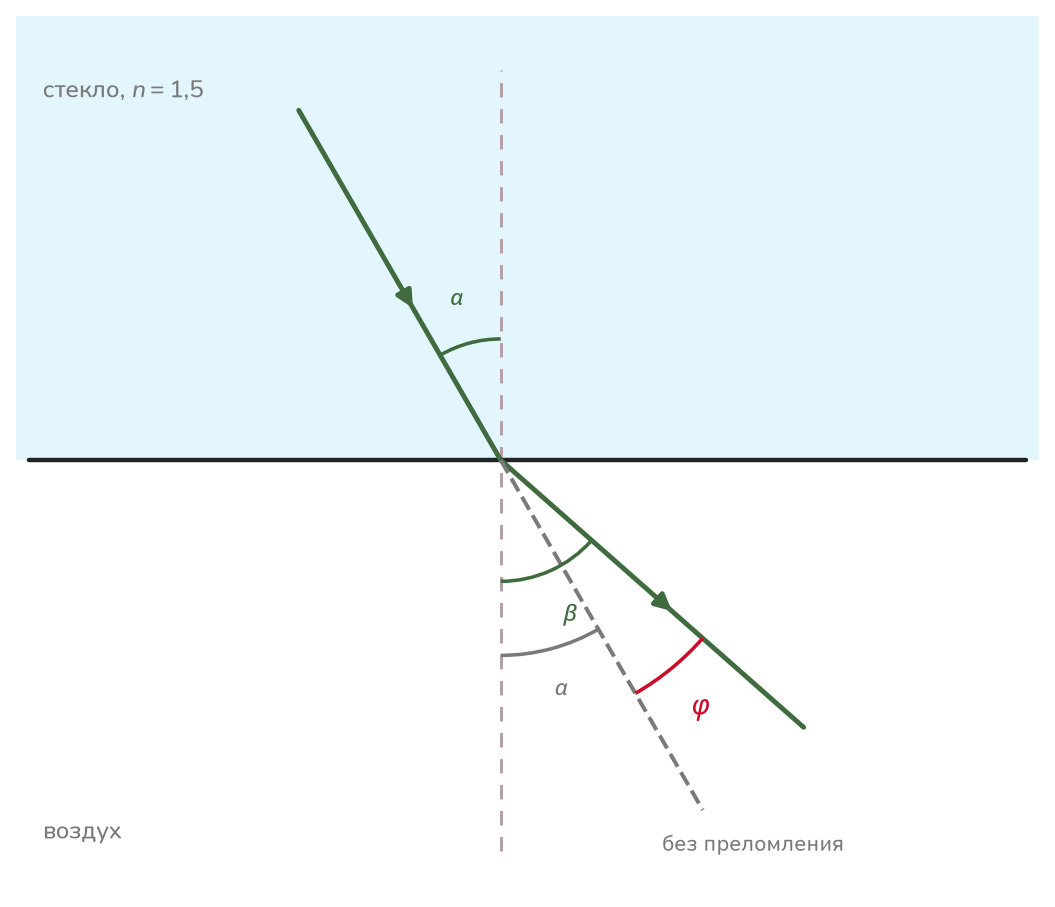 стекло, n = 1,5
α
β
α
φ
воздух
без преломления